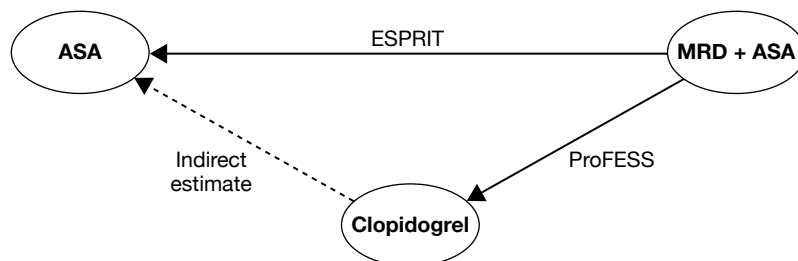 ESPRIT
ASA
MRD + ASA
Indirect
estimate
ProFESS
Clopidogrel